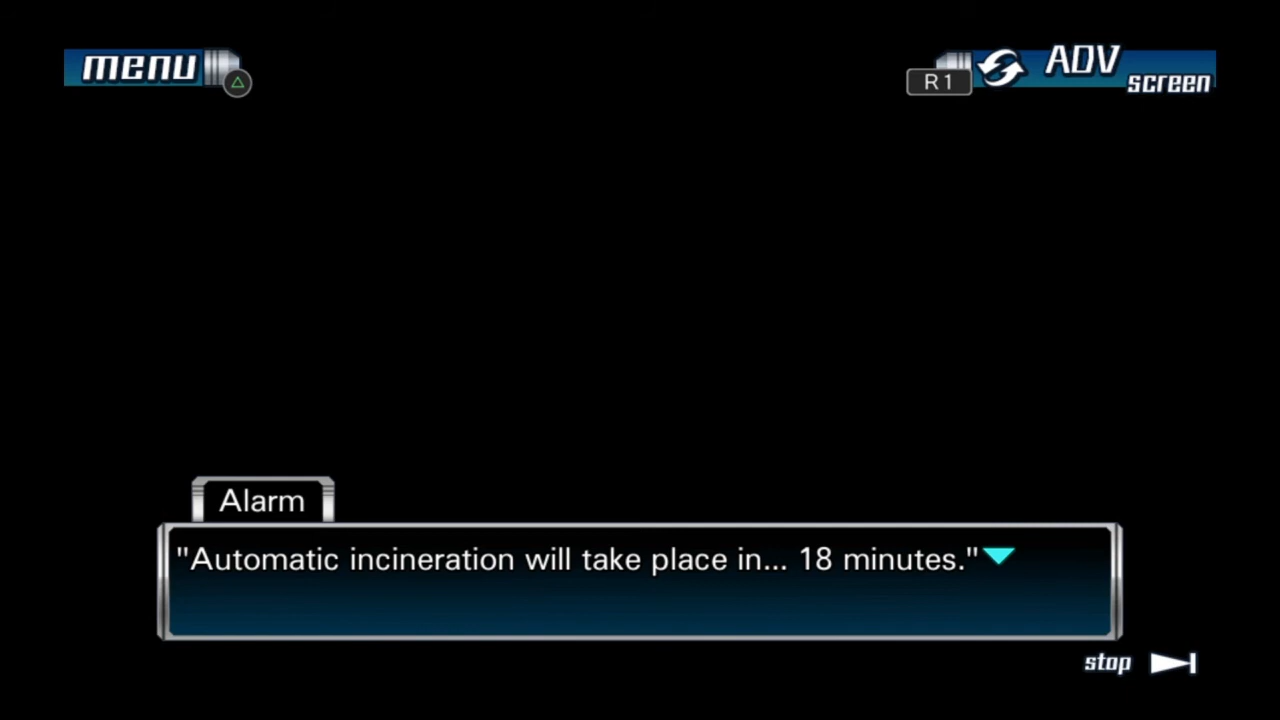 menu
R1
ADV
screen
Alarm
"Automatic incineration will take place in... 18 minutes."
stop